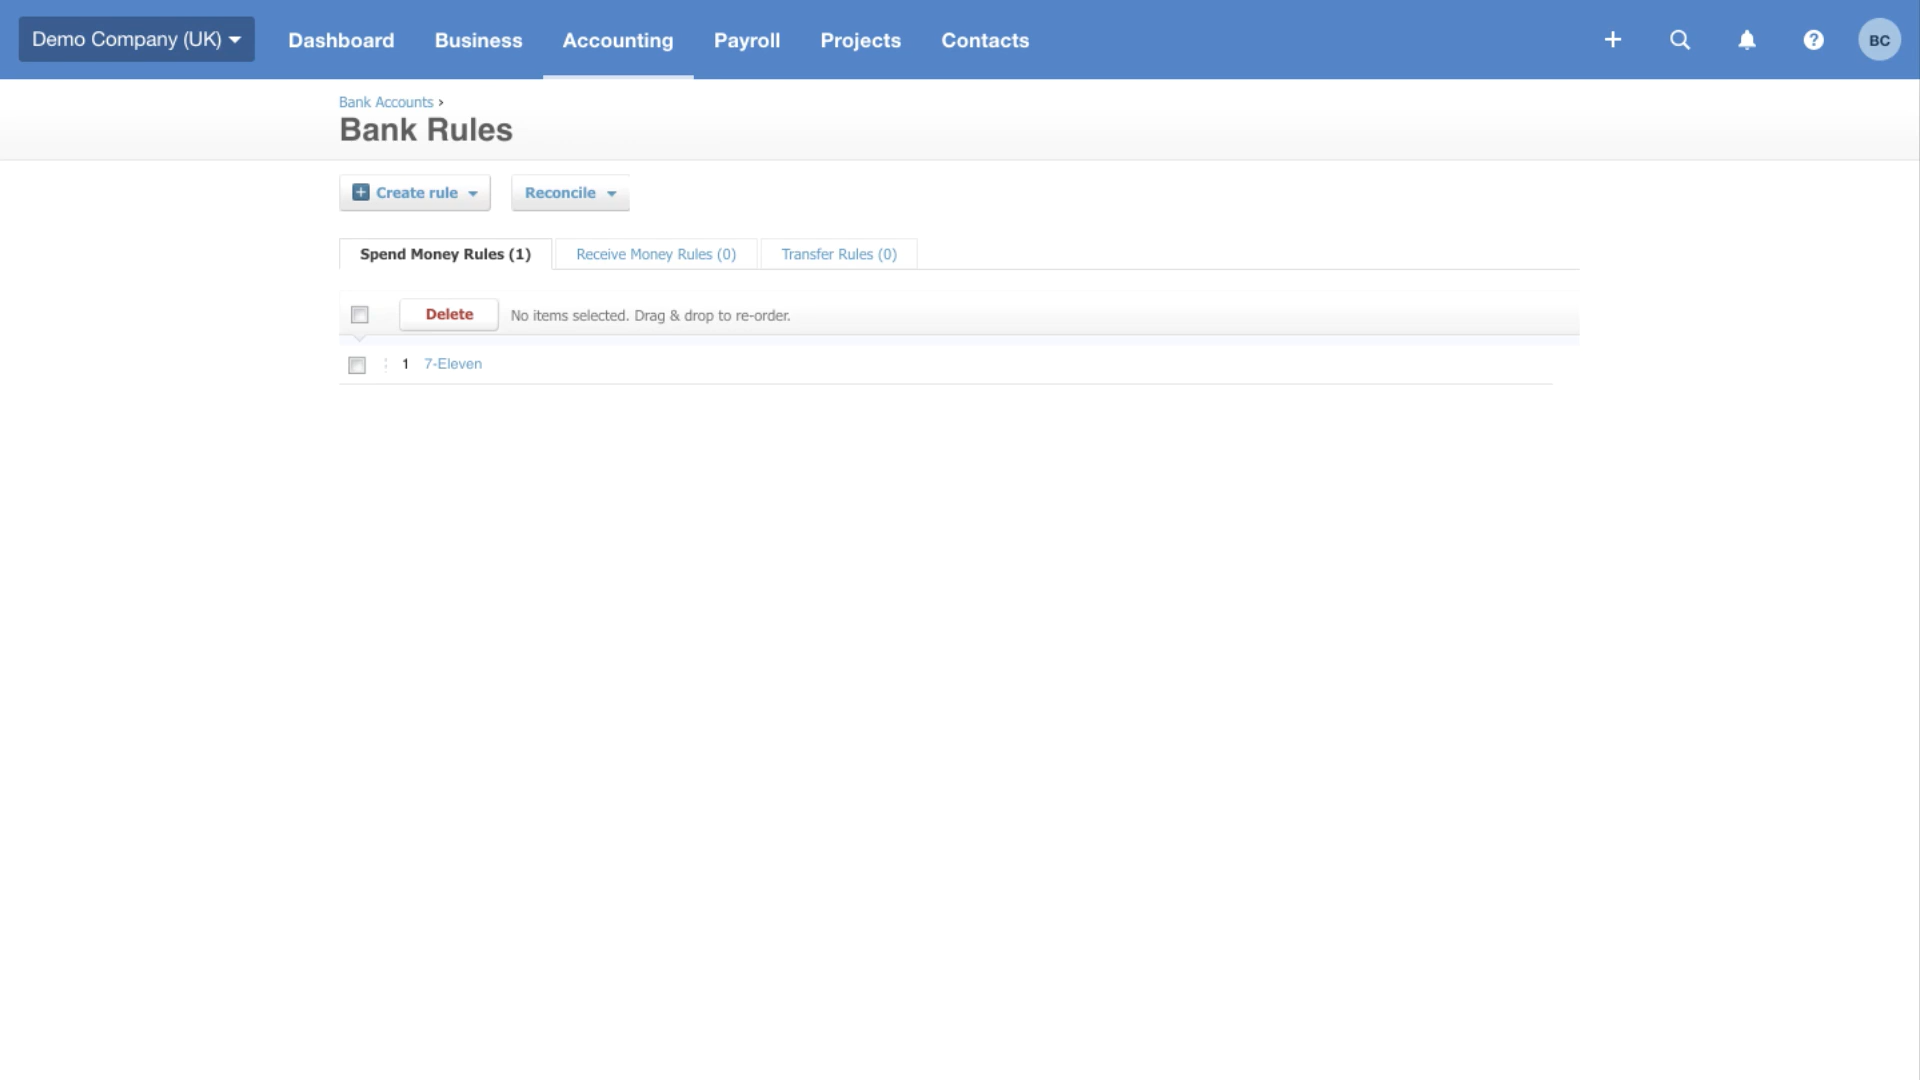 Demo Company (UK)
Dashboard
Business
Accounting
Payroll
Projects
Contacts
BC
Bank Accounts ›
Bank Rules
Create rule
Reconcile
Spend Money Rules (1)
Receive Money Rules (0)
Transfer Rules (0)
Delete
No items selected. Drag & drop to re-order.
1 7-Eleven